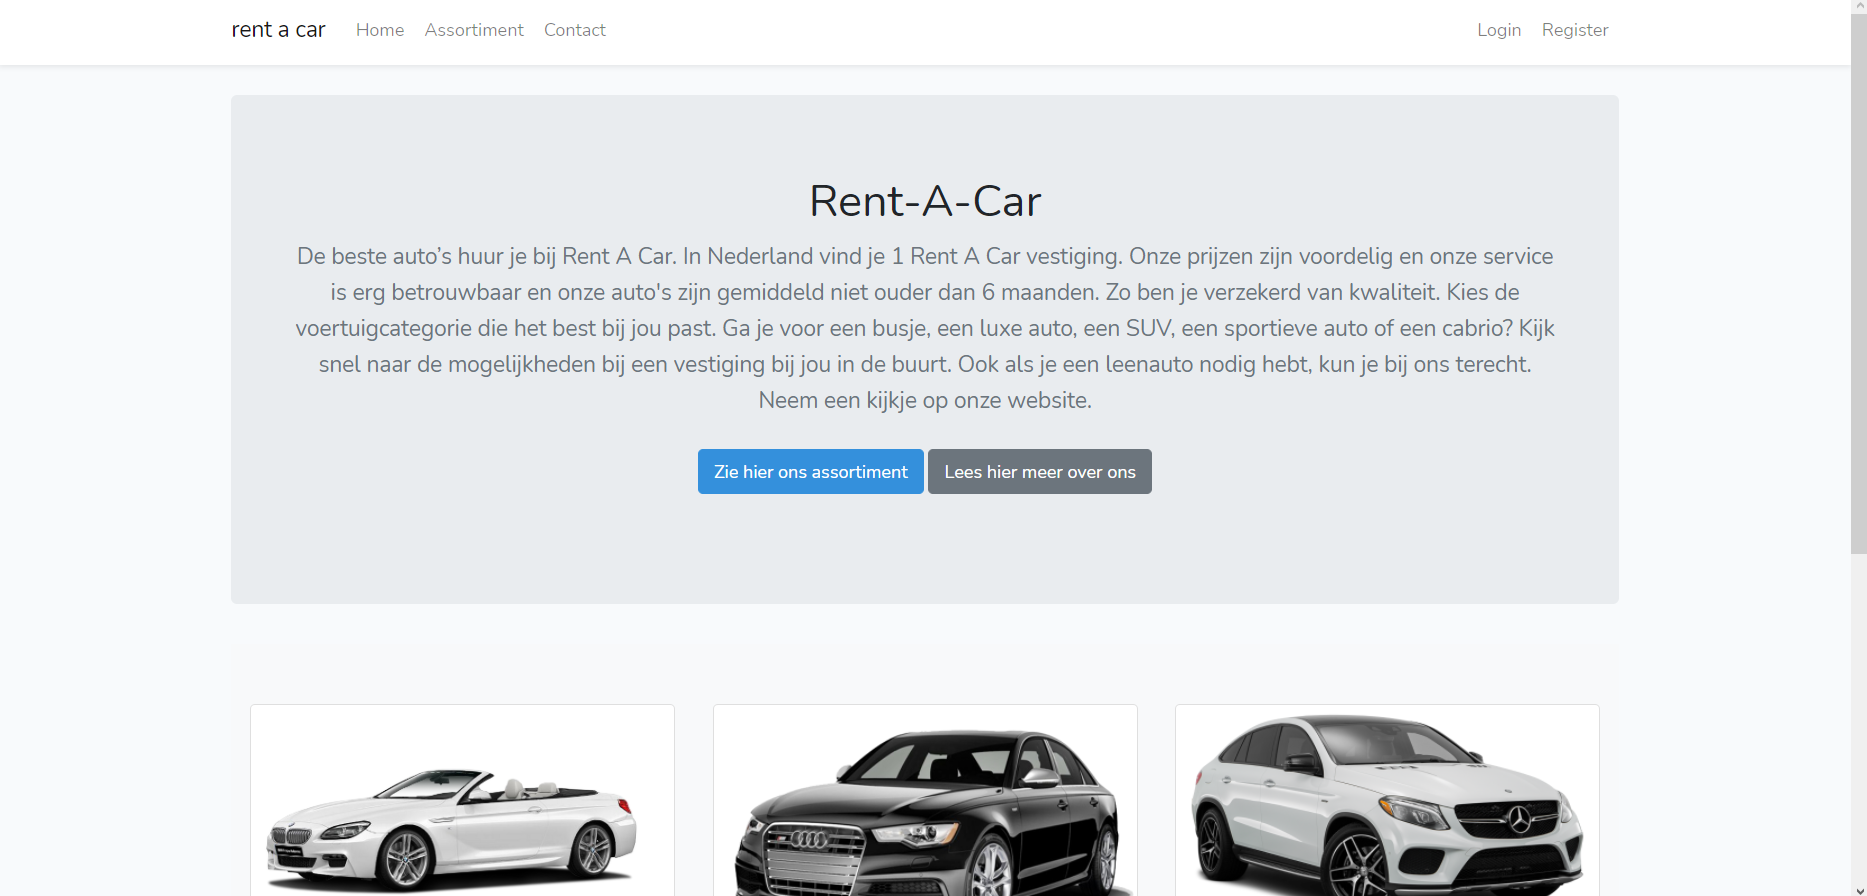 rent a car Home Assortiment Contact Login Register
Rent-A-Car
De beste auto’s huur je bij Rent A Car. In Nederland vind je 1 Rent A Car vestiging. Onze prijzen zijn voordelig en onze service
is erg betrouwbaar en onze auto's zijn gemiddeld niet ouder dan 6 maanden. Zo ben je verzekerd van kwaliteit. Kies de
voertuigcategorie die het best bij jou past. Ga je voor een busje, een luxe auto, een SUV, een sportieve auto of een cabrio? Kijk
snel naar de mogelijkheden bij een vestiging bij jou in de buurt. Ook als je een leenauto nodig hebt, kun je bij ons terecht.
Neem een kijkje op onze website.
Zie hier ons assortiment Lees hier meer over ons